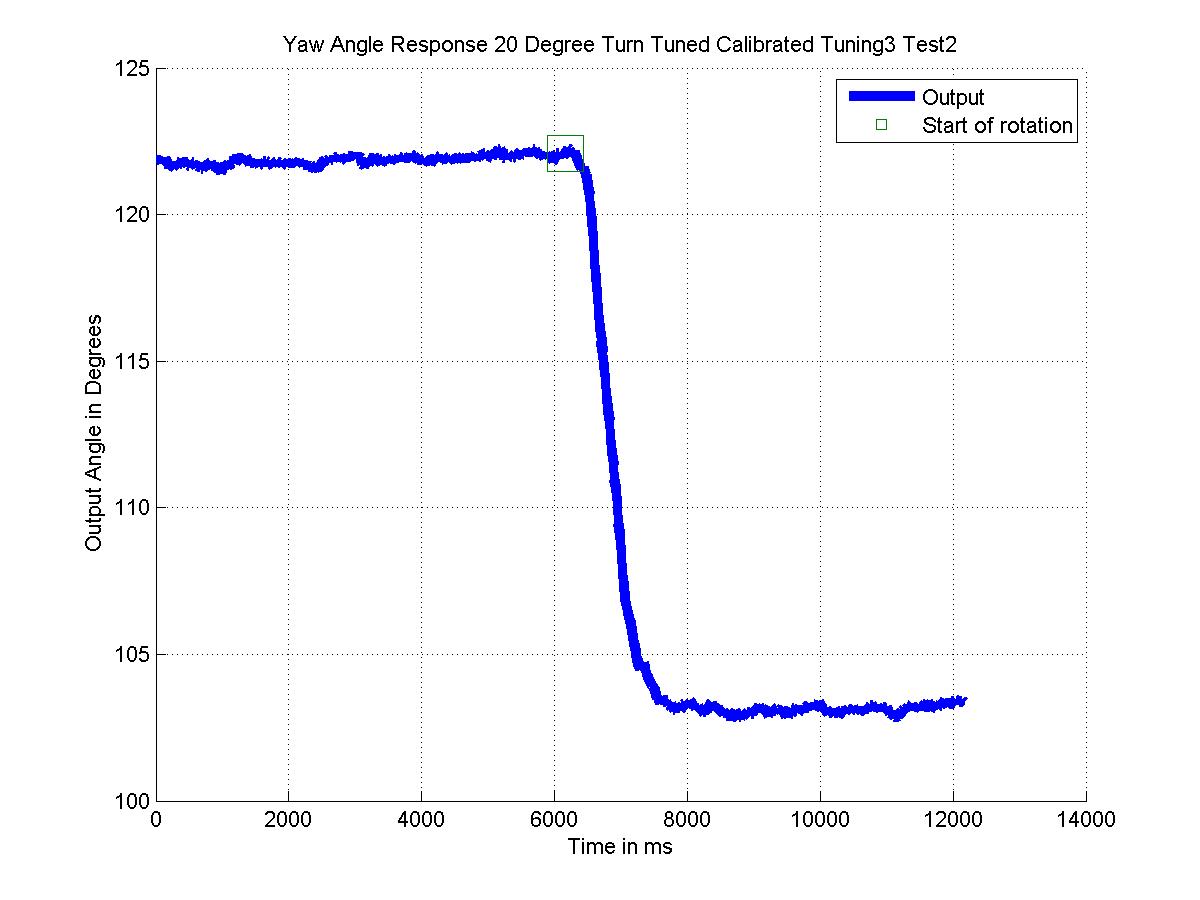 Yaw Angle Response 20 Degree Turn Tuned Calibrated Tuning3 Test2
Output
Start of rotation
Output Angle in Degrees
125
120
115
110
105
100
0 2000 4000 6000 8000 10000 12000 14000
Time in ms